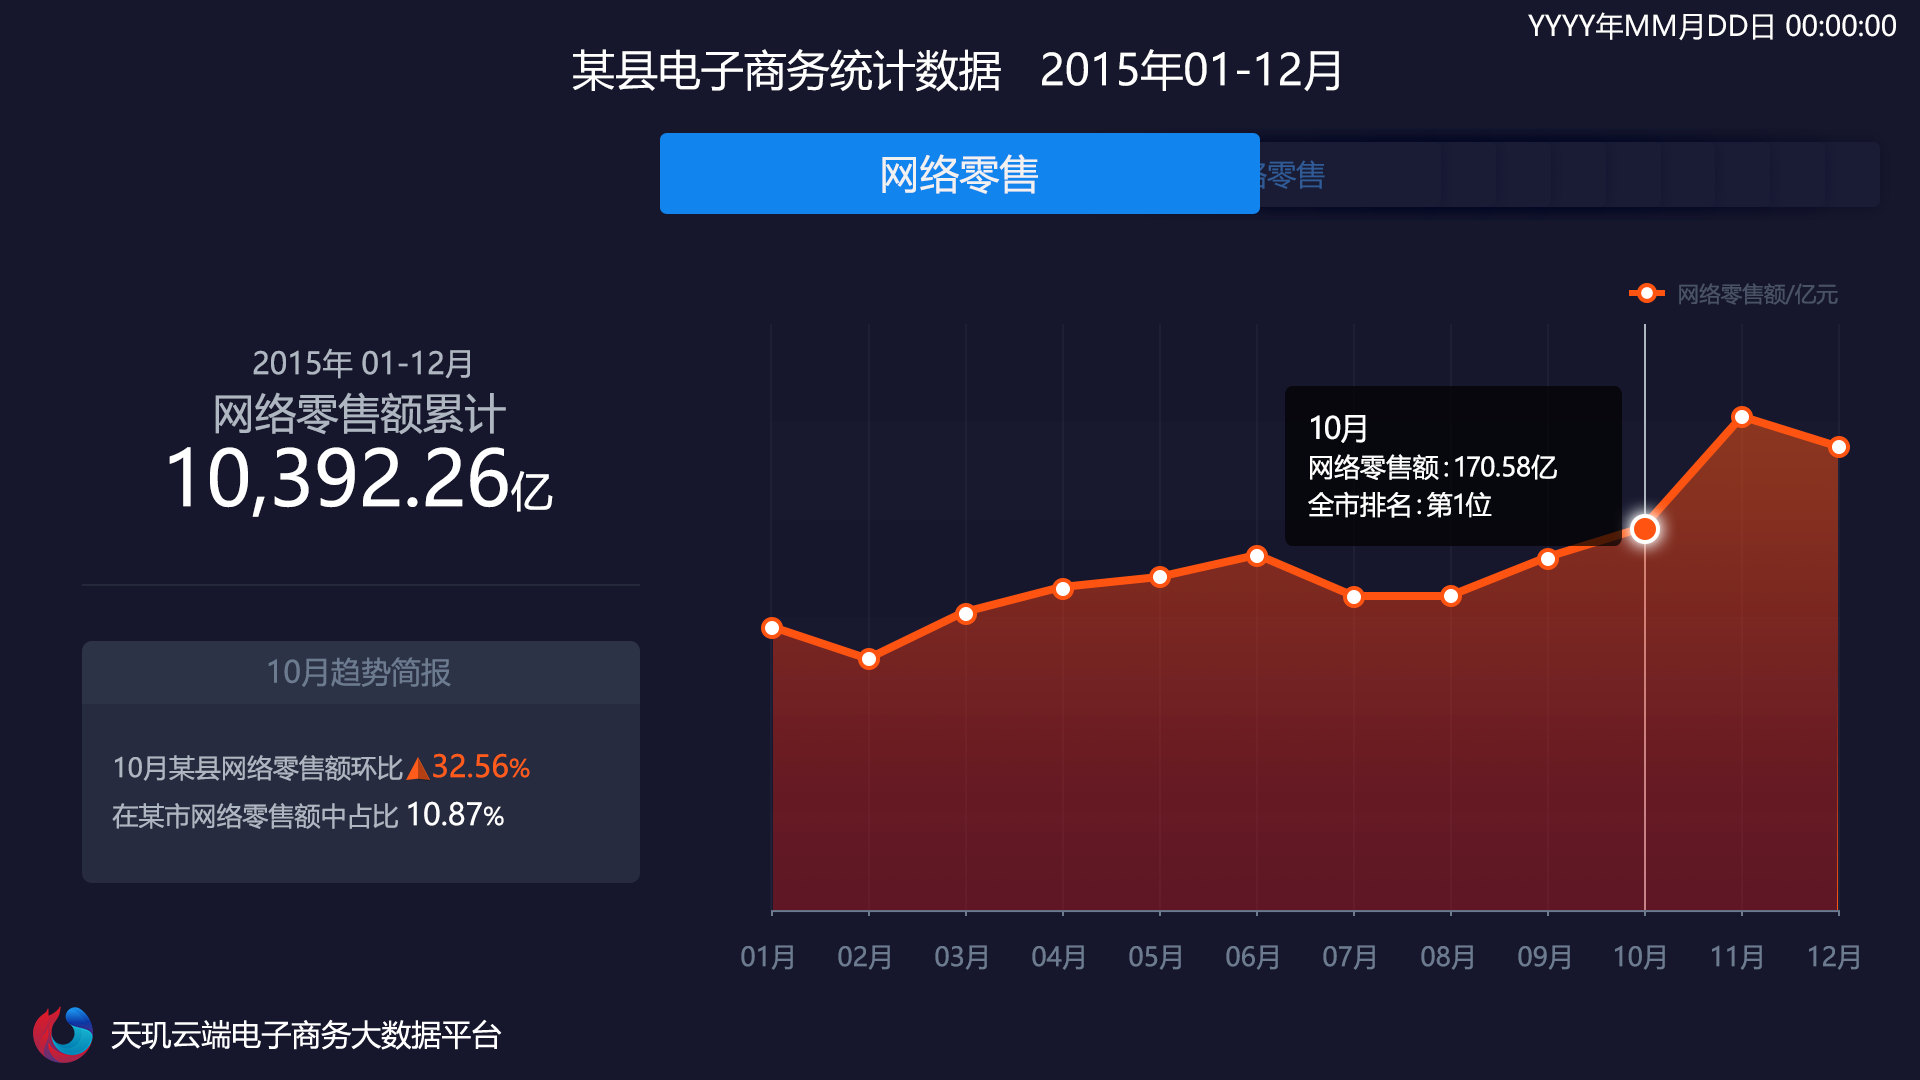 YYYY年MM月DD日 00:00:00
某县电子商务统计数据 2015年01-12月
网络零售
零售
网络零售额/亿元
2015年 01-12月
网络零售额累计
10,392.26亿
10月
网络零售额:170.58亿
全市排名:第1位
10月趋势简报
10月某县网络零售额环比▲32.56%
在某市网络零售额中占比 10.87%
01月 02月 03月 04月 05月 06月 07月 08月 09月 10月 11月 12月
天玑云端电子商务大数据平台